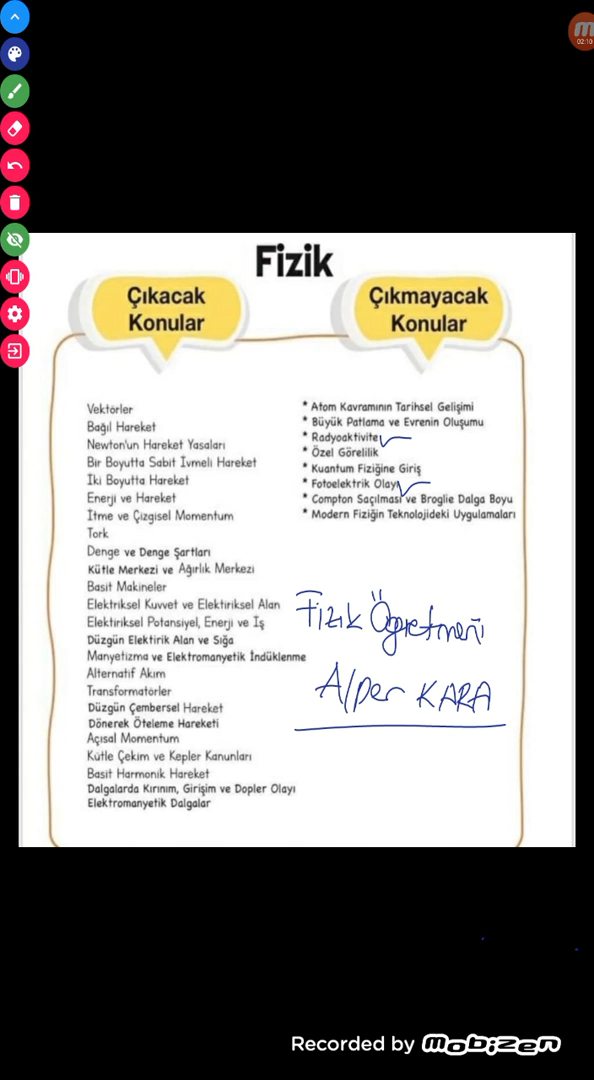 02:10
Fizik
Çıkacak
Konular
Çıkmayacak
Konular
Vektörler
Bağıl Hareket
Newton'un Hareket Yasaları
Bir Boyutta Sabit İvmeli Hareket
İki Boyutta Hareket
Enerji ve Hareket
İtme ve Çizgisel Momentum
Tork
Denge ve Denge Şartları
Kütle Merkezi ve Ağırlık Merkezi
Basit Makineler
Elektriksel Kuvvet ve Elektiriksel Alan
Elektiriksel Potansiyel, Enerji ve İş
Düzgün Elektirik Alan ve Sığa
Manyetizma ve Elektromanyetik İndüklenme
Alternatif Akım
Transformatörler
Düzgün Çembersel Hareket
Dönerek Öteleme Hareketi
Açısal Momentum
Kütle Çekim ve Kepler Kanunları
Basit Harmonik Hareket
Dalgalarda Kırınım, Girişim ve Dopler Olayı
Elektromanyetik Dalgalar
* Atom Kavramının Tarihsel Gelişimi
* Büyük Patlama ve Evrenin Oluşumu
* Radyoaktivite
* Özel Görelilik
* Kuantum Fiziğine Giriş
* Fotoelektrik Olayı
* Compton Saçılması ve Broglie Dalga Boyu
* Modern Fiziğin Teknolojideki Uygulamaları
Fizik Öğretmeni
Alper KARA
Recorded by mobizen